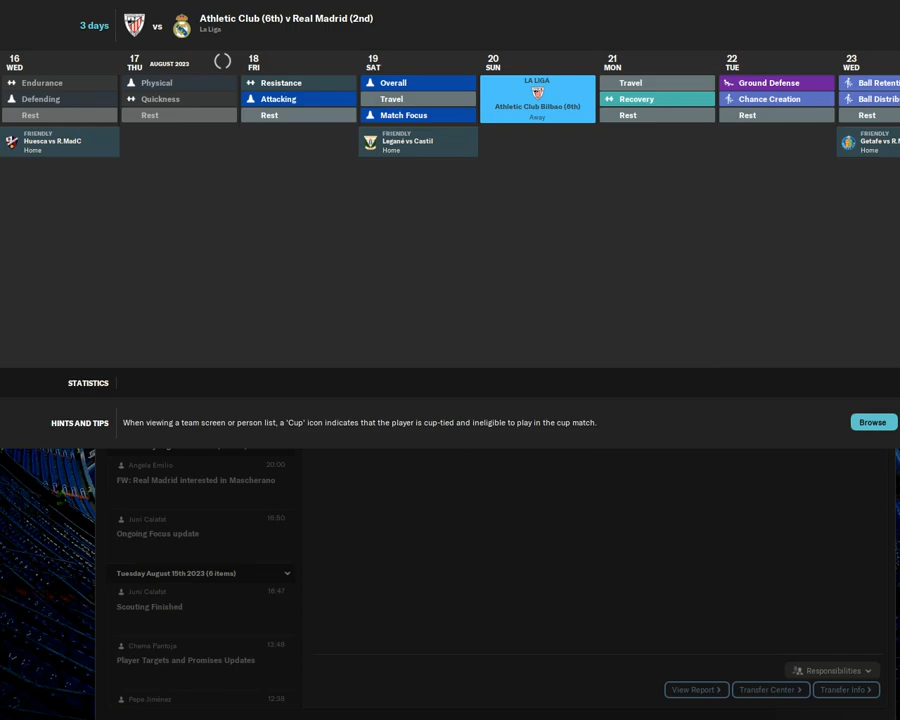 3 days
vs
Athletic Club (6th) v Real Madrid (2nd)
La Liga
16
WED
17
THU
AUGUST 2023
18
FRI
19
SAT
20
SUN
21
MON
22
TUE
23
WED
Endurance
Defending
Rest
Physical
Quickness
Rest
Resistance
Attacking
Rest
Overall
Travel
Match Focus
LA LIGA
Athletic Club Bilbao (6th)
Away
Travel
Recovery
Rest
Ground Defense
Chance Creation
Rest
Ball Retenti
Ball Distrib
Rest
FRIENDLY
Huesca vs R.MadC
Home
FRIENDLY
Legané vs Castil
Home
FRIENDLY
Getafe vs R.M
Home
STATISTICS
HINTS AND TIPS
When viewing a team screen or person list, a 'Cup' icon indicates that the player is cup-tied and ineligible to play in the cup match.
Browse
Angela Emilio
20:00
FW: Real Madrid interested in Mascherano
Juni Calafat
16:50
Ongoing Focus update
Tuesday August 15th 2023 (6 items)
Juni Calafat
16:47
Scouting Finished
Chema Pantoja
13:48
Player Targets and Promises Updates
Pepe Jiménez
12:38
Responsibilities
View Report
Transfer Center
Transfer Info